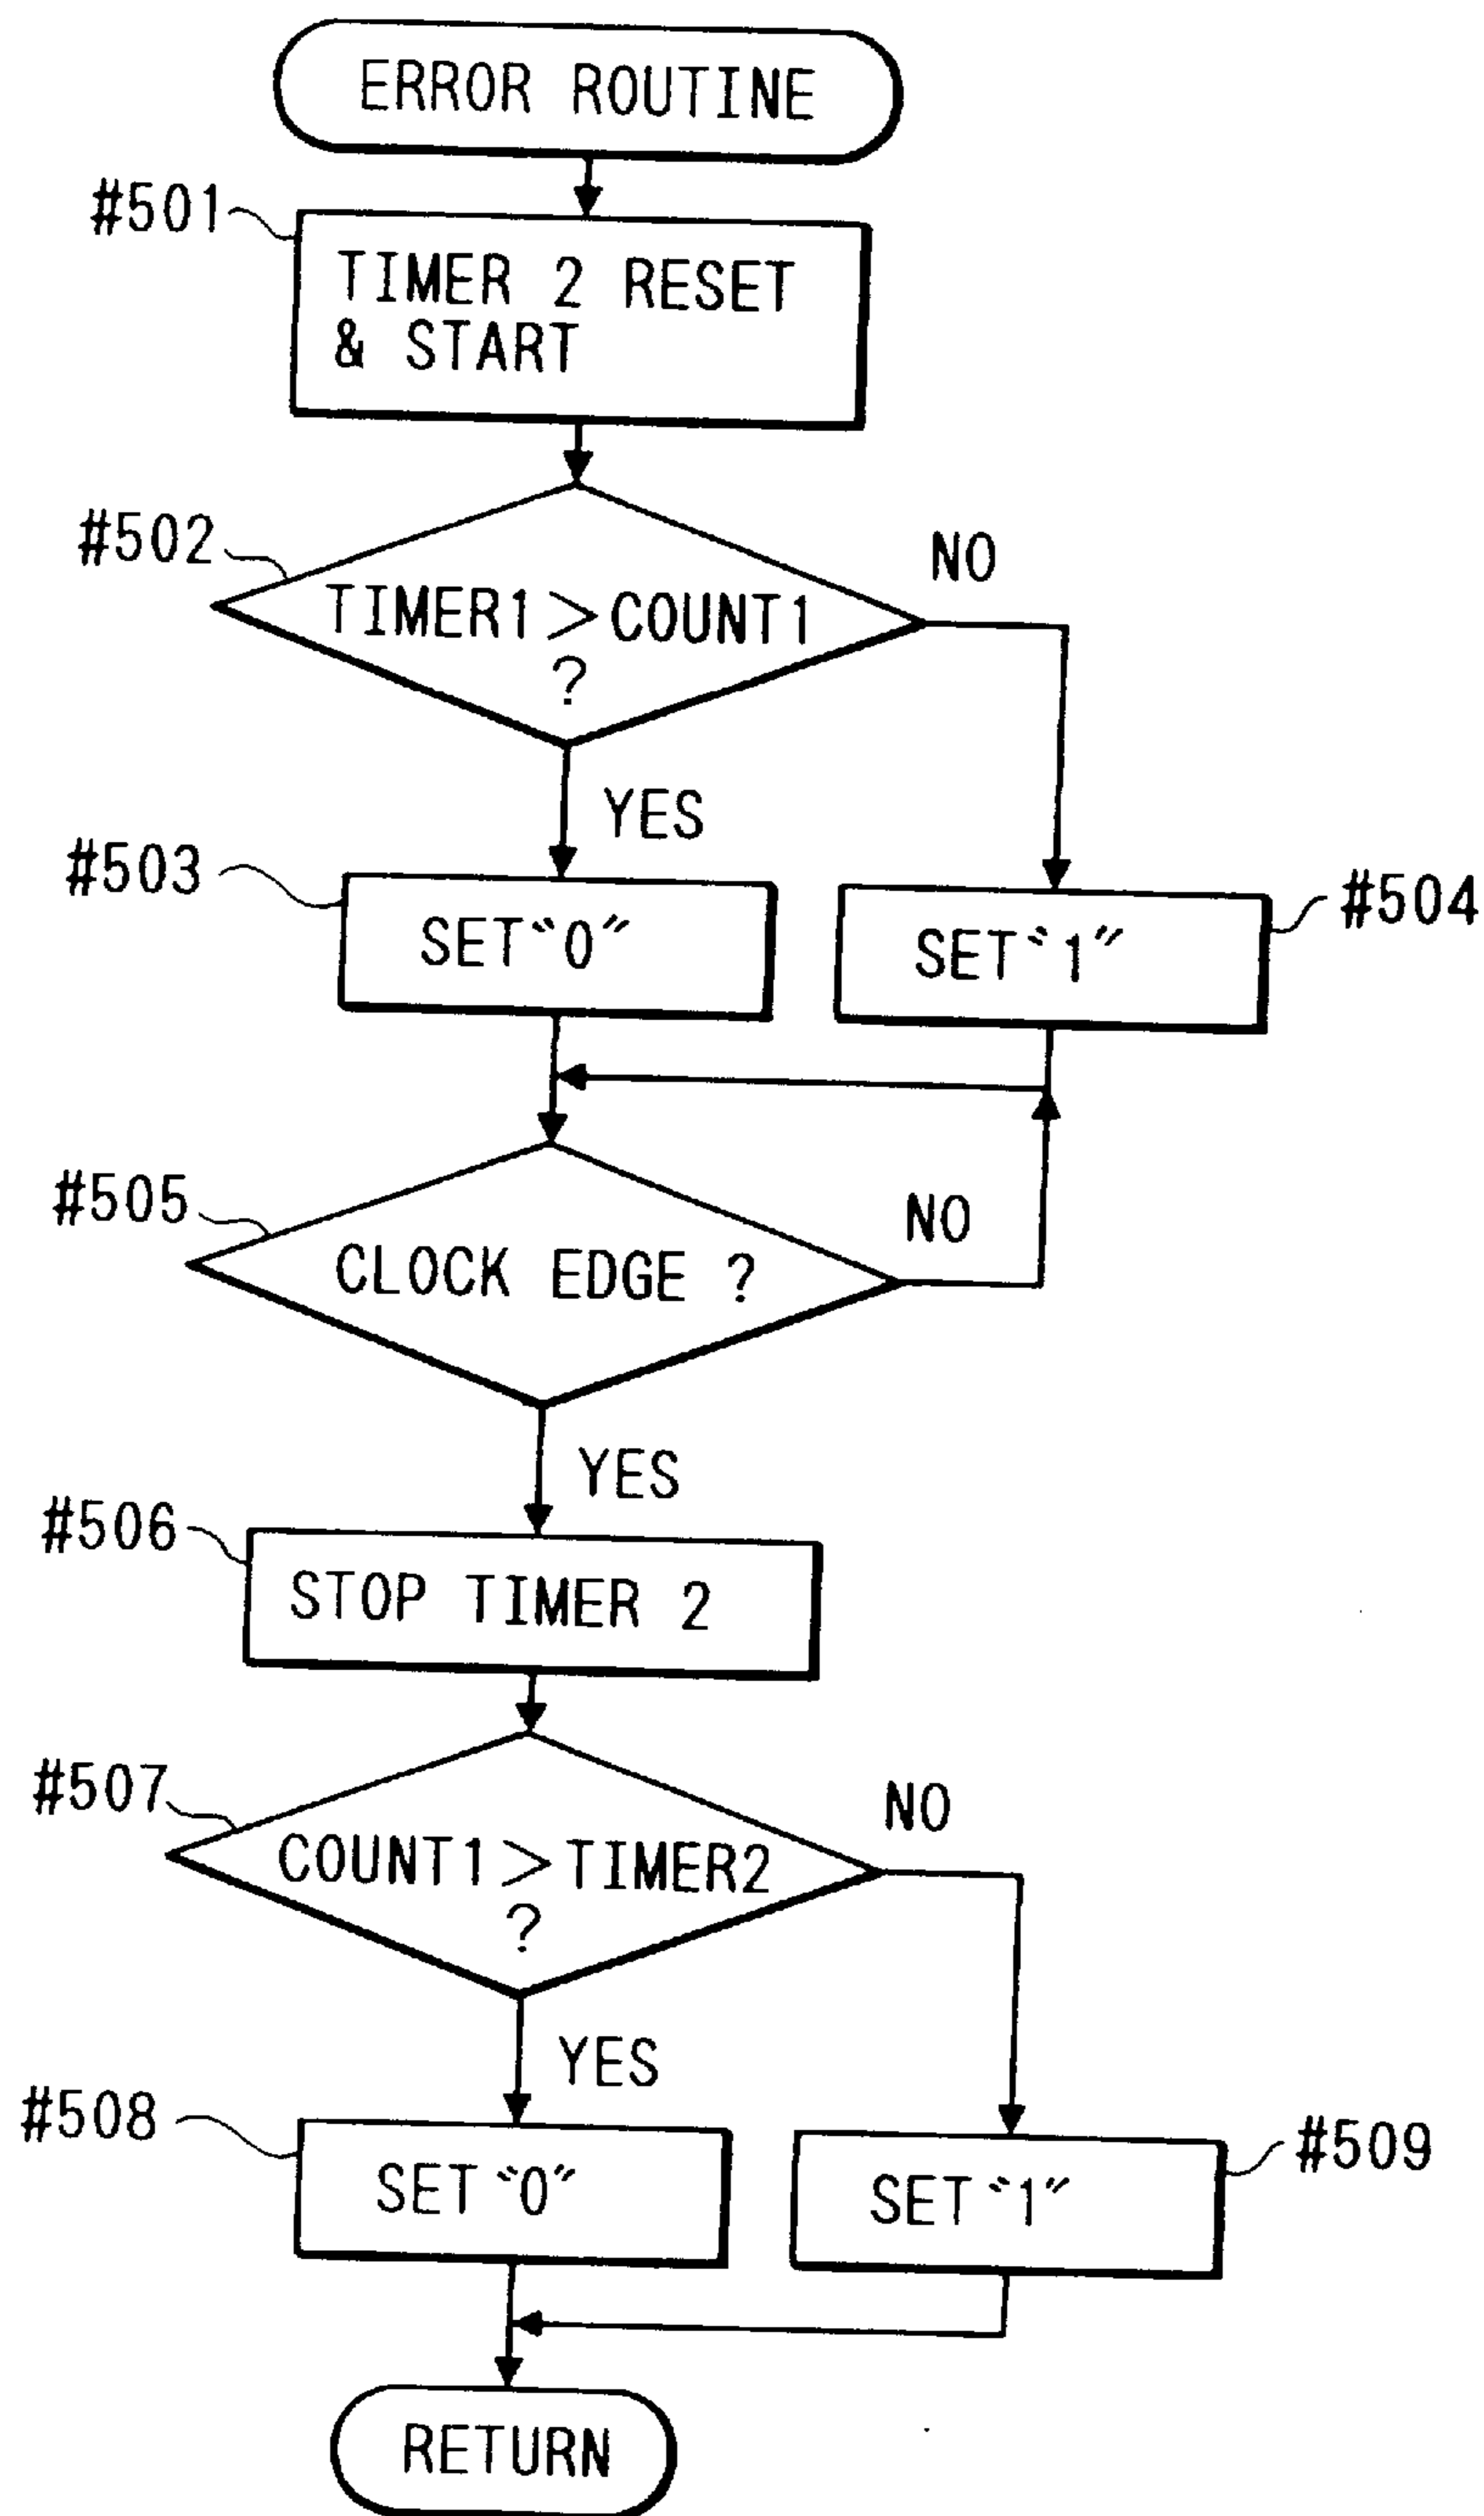 ERROR ROUTINE
#501
TIMER 2 RESET
& START
#502
TIMER1>COUNT1
?
NO
YES
#503
SET“0”
SET“1”
#504
#505
CLOCK EDGE ?
NO
YES
#506
STOP TIMER 2
#507
COUNT1>TIMER2
?
NO
YES
#508
SET“0”
SET“1”
#509
RETURN